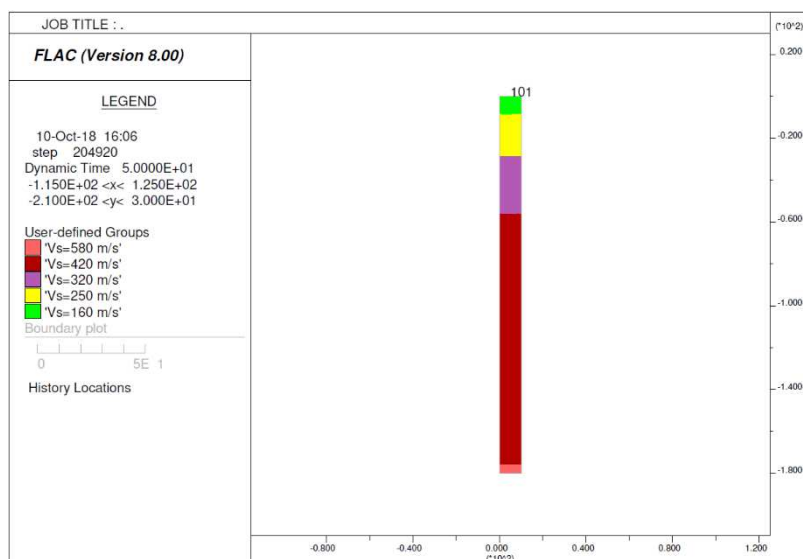 JOB TITLE : .
FLAC (Version 8.00)
LEGEND
10-Oct-18 16:06
step 204920
Dynamic Time 5.0000E+01
-1.150E+02 <x< 1.250E+02
-2.100E+02 <y< 3.000E+01
User-defined Groups
'Vs=580 m/s'
'Vs=420 m/s'
'Vs=320 m/s'
'Vs=250 m/s'
'Vs=160 m/s'
Boundary plot
0 5E 1
History Locations
101
(*10^2)
0.200
-0.200
-0.600
-1.000
-1.400
-1.800
-0.800 -0.400 0.000 0.400 0.800 1.200
(*10^2)